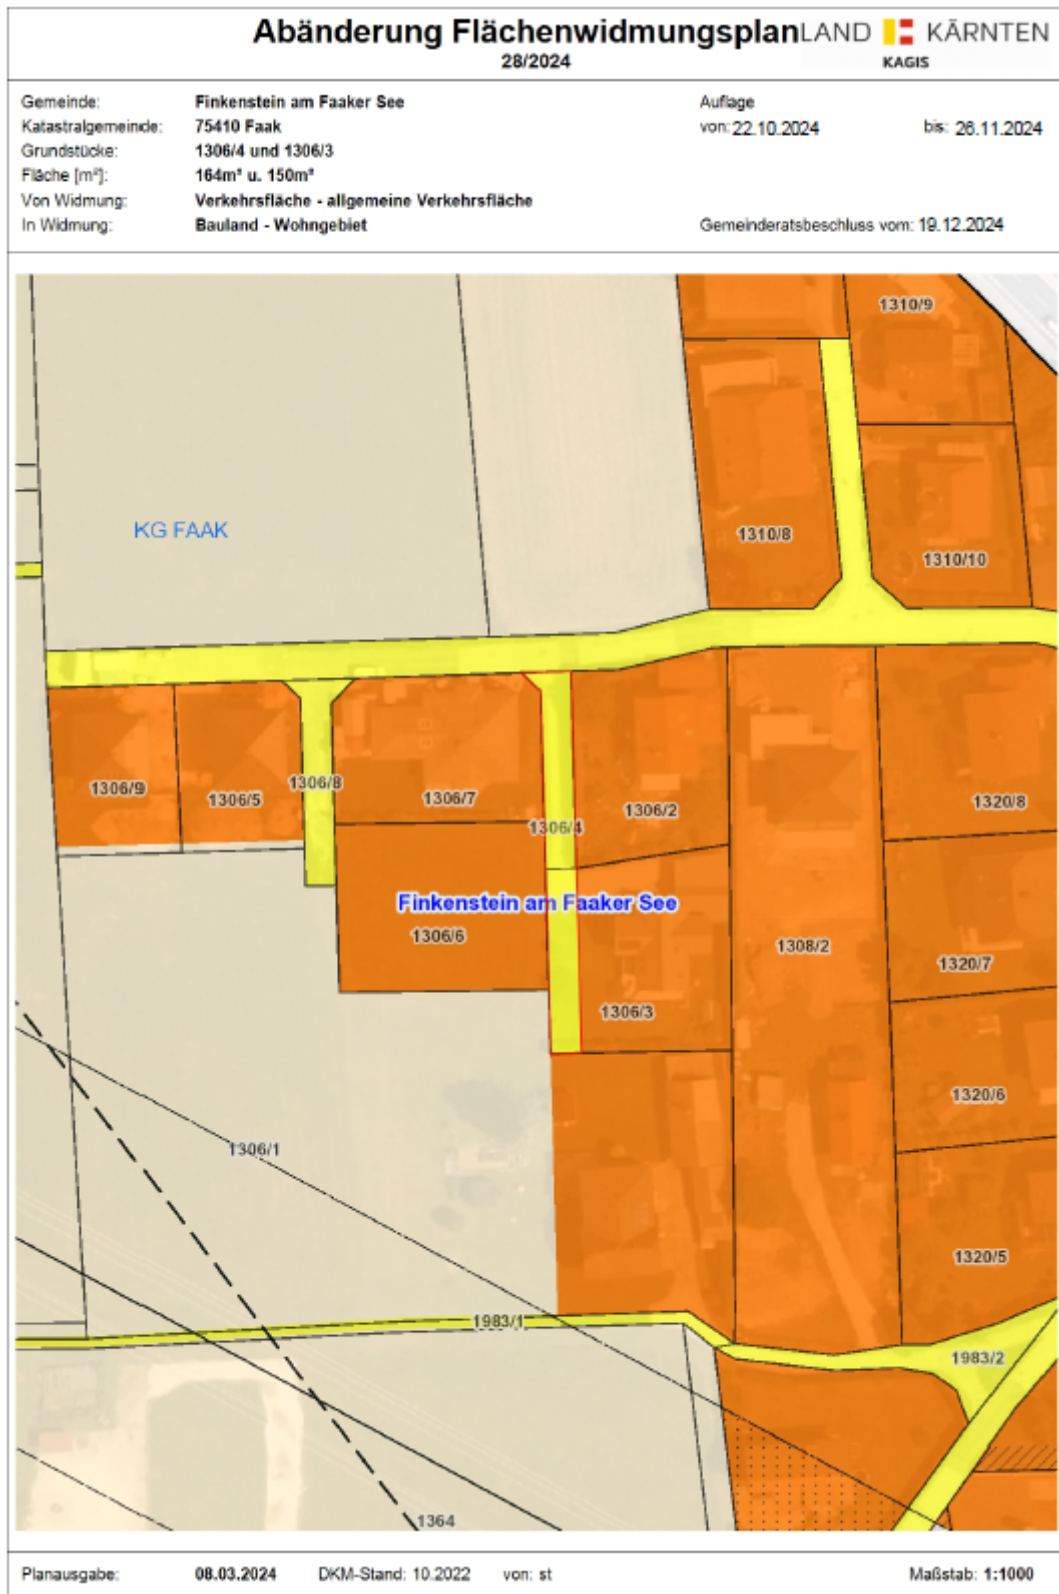 Abänderung Flächenwidmungsplan
28/2024
LAND KÄRNTEN
KAGIS
Gemeinde: Finkenstein am Faaker See
Katastralgemeinde: 75410 Faak
Grundstücke: 1306/4 und 1306/3
Fläche [m²]: 164m² u. 150m²
Von Widmung: Verkehrsfläche - allgemeine Verkehrsfläche
In Widmung: Bauland - Wohngebiet
Auflage
von: 22.10.2024 bis: 26.11.2024
Gemeinderatsbeschluss vom: 19.12.2024
1310/9
KG FAAK
1310/8
1310/10
1306/9
1306/5
1306/8
1306/7
1306/4
1306/2
1320/8
Finkenstein am Faaker See
1306/6
1308/2
1320/7
1306/3
1320/6
1306/1
1320/5
1983/1
1983/2
1364
Planausgabe: 08.03.2024 DKM-Stand: 10.2022 von: st Maßstab: 1:1000